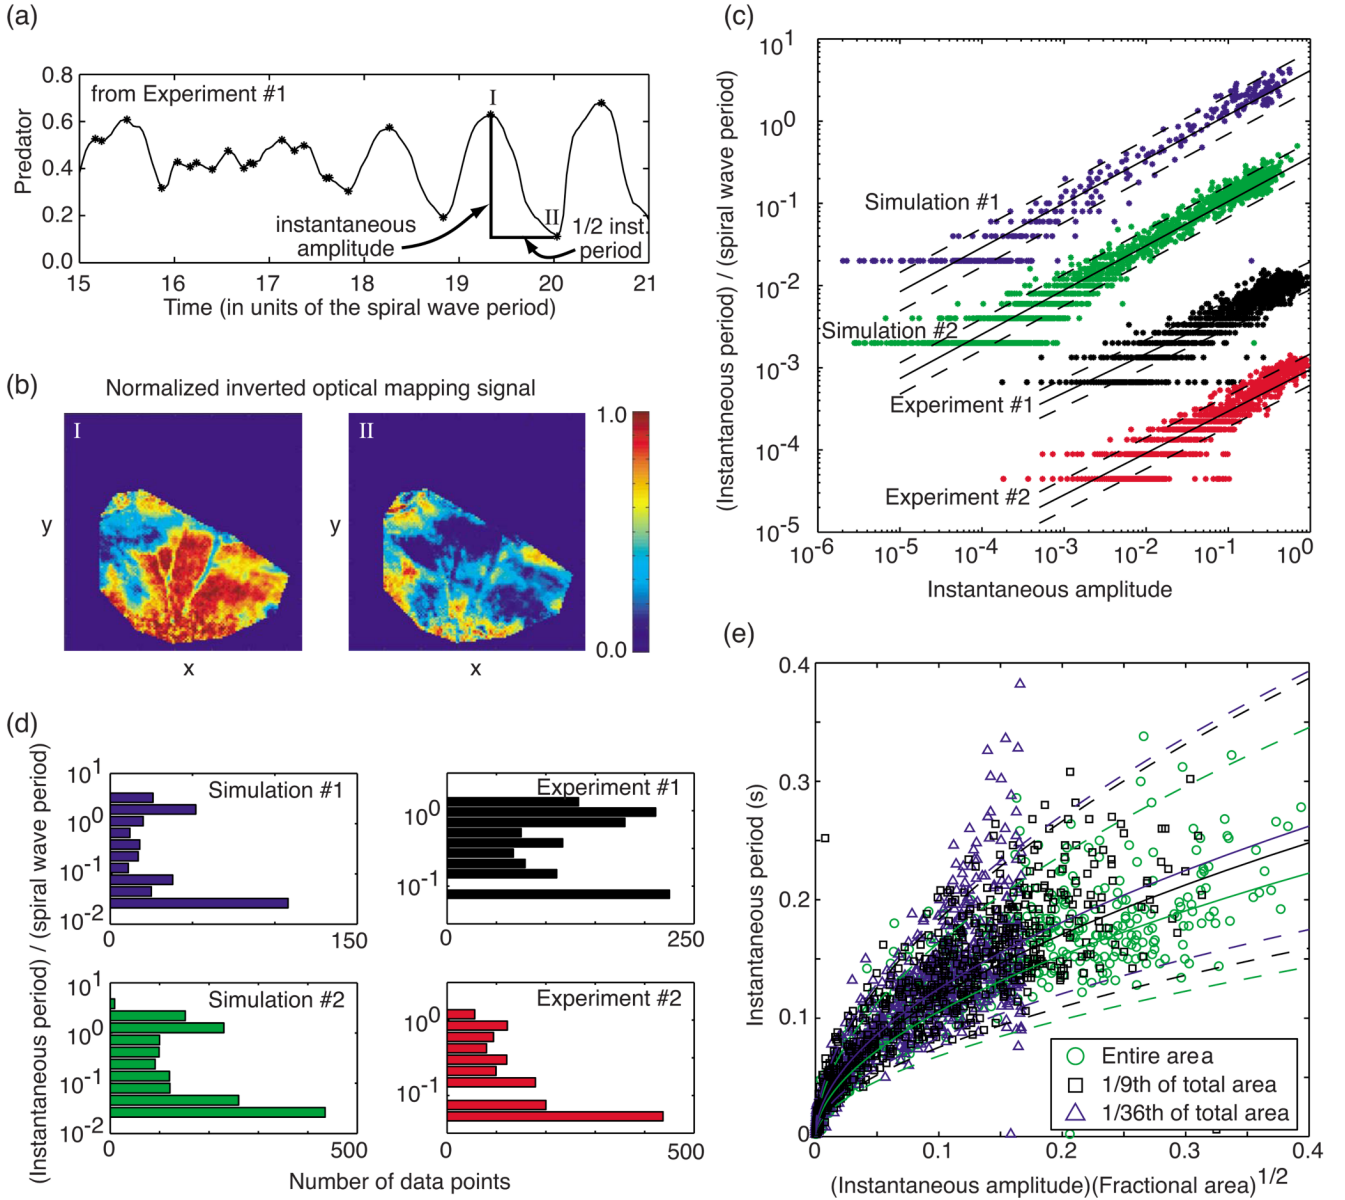 (a)
from Experiment #1
Predator
0.8
0.6
0.4
0.2
0.0
I
II
instantaneous
amplitude
1/2 inst.
period
15
16
17
18
19
20
21
Time (in units of the spiral wave period)
(b)
Normalized inverted optical mapping signal
I
II
y
y
x
x
1.0
0.0
(c)
(Instantaneous period) / (spiral wave period)
10^1
10^0
10^-1
10^-2
10^-3
10^-4
10^-5
Simulation #1
Simulation #2
Experiment #1
Experiment #2
10^-6
10^-5
10^-4
10^-3
10^-2
10^-1
10^0
Instantaneous amplitude
(d)
(Instantaneous period) / (spiral wave period)
Simulation #1
10^1
10^0
10^-1
10^-2
0
150
Experiment #1
10^0
10^-1
0
250
Simulation #2
10^1
10^0
10^-1
10^-2
0
500
Experiment #2
10^0
10^-1
0
500
Number of data points
(e)
Instantaneous period (s)
0.4
0.3
0.2
0.1
0
Entire area
1/9th of total area
1/36th of total area
0
0.1
0.2
0.3
0.4
(Instantaneous amplitude)(Fractional area)^1/2